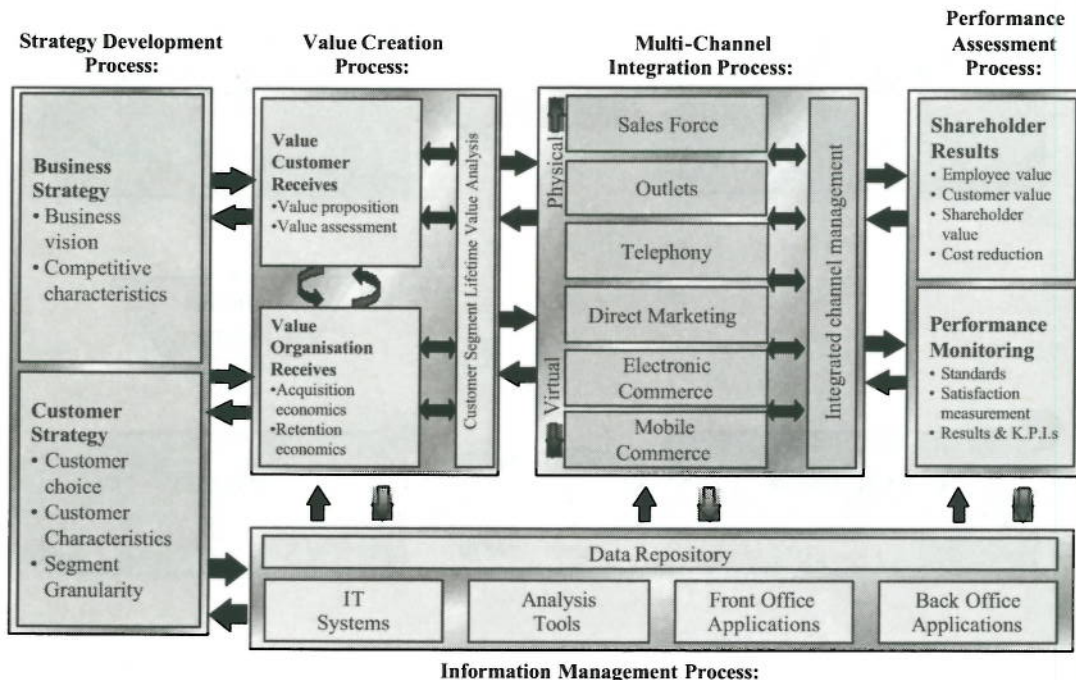 Strategy Development
Process:
Business
Strategy
• Business
vision
• Competitive
characteristics
Customer
Strategy
• Customer
choice
• Customer
Characteristics
• Segment
Granularity
Value Creation
Process:
Value
Customer
Receives
•Value proposition
•Value assessment
Value
Organisation
Receives
•Acquisition
economics
•Retention
economics
Customer Segment Lifetime Value Analysis
Multi-Channel
Integration Process:
Physical
Virtual
Sales Force
Outlets
Telephony
Direct Marketing
Electronic
Commerce
Mobile
Commerce
Integrated channel management
Performance
Assessment
Process:
Shareholder
Results
• Employee value
• Customer value
• Shareholder
value
• Cost reduction
Performance
Monitoring
• Standards
• Satisfaction
measurement
• Results & K.P.I.s
Data Repository
IT
Systems
Analysis
Tools
Front Office
Applications
Back Office
Applications
Information Management Process: